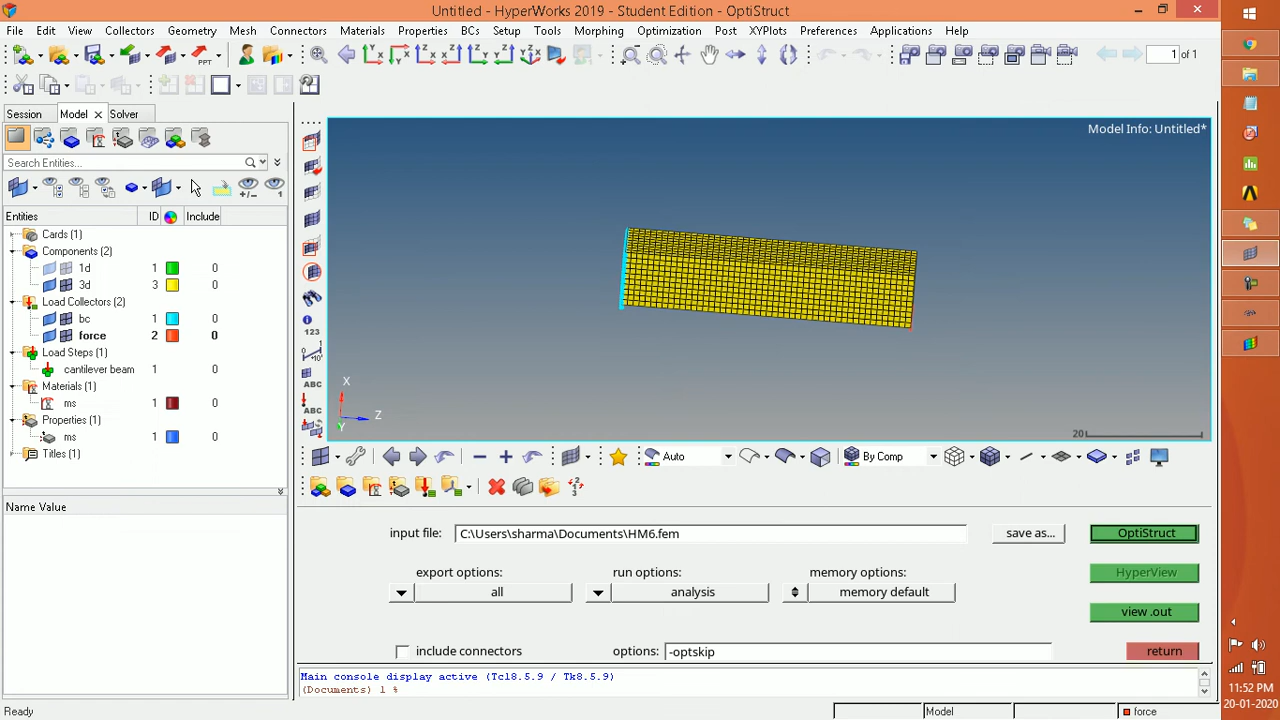 Untitled - HyperWorks 2019 - Student Edition - OptiStruct
File Edit View Collectors Geometry Mesh Connectors Materials Properties BCs Setup Tools Morphing Optimization Post XYPlots Preferences Applications Help
1 of 1
Session Model Solver
Search Entities...
Model Info: Untitled*
Entities ID Include
Cards (1)
Components (2)
1d 1 0
3d 3 0
Load Collectors (2)
bc 1 0
force 2 0
Load Steps (1)
cantilever beam 1 0
Materials (1)
ms 1 0
Properties (1)
ms 1 0
Titles (1)
123
ABC
ABC
X
Z
Y
20
Auto
By Comp
Name Value
input file: C:\Users\sharma\Documents\HM6.fem save as... OptiStruct
export options: run options: memory options: HyperView
all analysis memory default
view .out
include connectors options: -optskip return
Main console display active (Tcl8.5.9 / Tk8.5.9)
(Documents) 1 %
Ready Model force
11:52 PM
20-01-2020